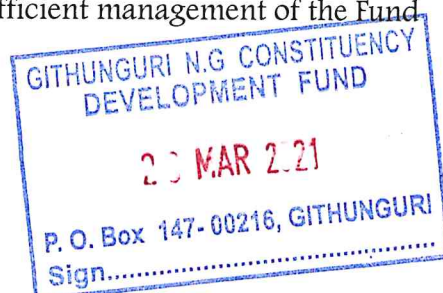 fficient management of the Fund
GITHUNGURI N.G CONSTITUENCY
DEVELOPMENT FUND
MAR
P. O. Box 147-00216, GITHUNGURI
Sign.......................................